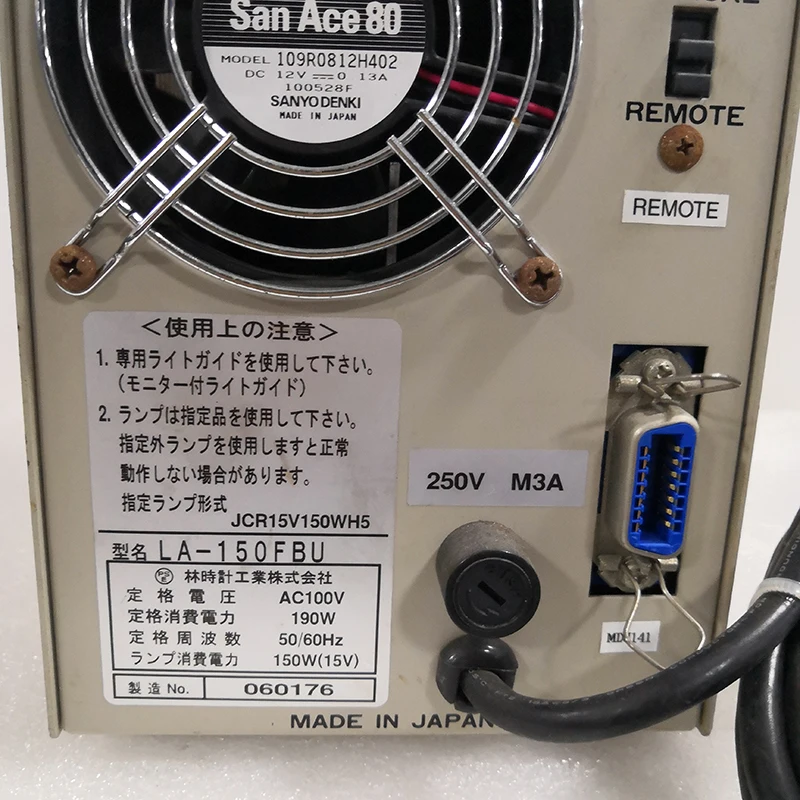 San Ace 80
MODEL 109R0812H402
DC 12V 0.13A
100528F
SANYO DENKI
MADE IN JAPAN
REMOTE
REMOTE
<使用上の注意>
1. 専用ライトガイドを使用して下さい。
(モニター付ライトガイド)
2. ランプは指定品を使用して下さい。
指定外ランプを使用しますと正常
動作しない場合があります。
指定ランプ形式
JCR15V150WH5
型名 LA-150FBU
林時計工業株式会社
定格電圧 AC100V
定格消費電力 190W
定格周波数 50/60Hz
ランプ消費電力 150W(15V)
製造 No. 060176
250V M3A
MADE IN JAPAN